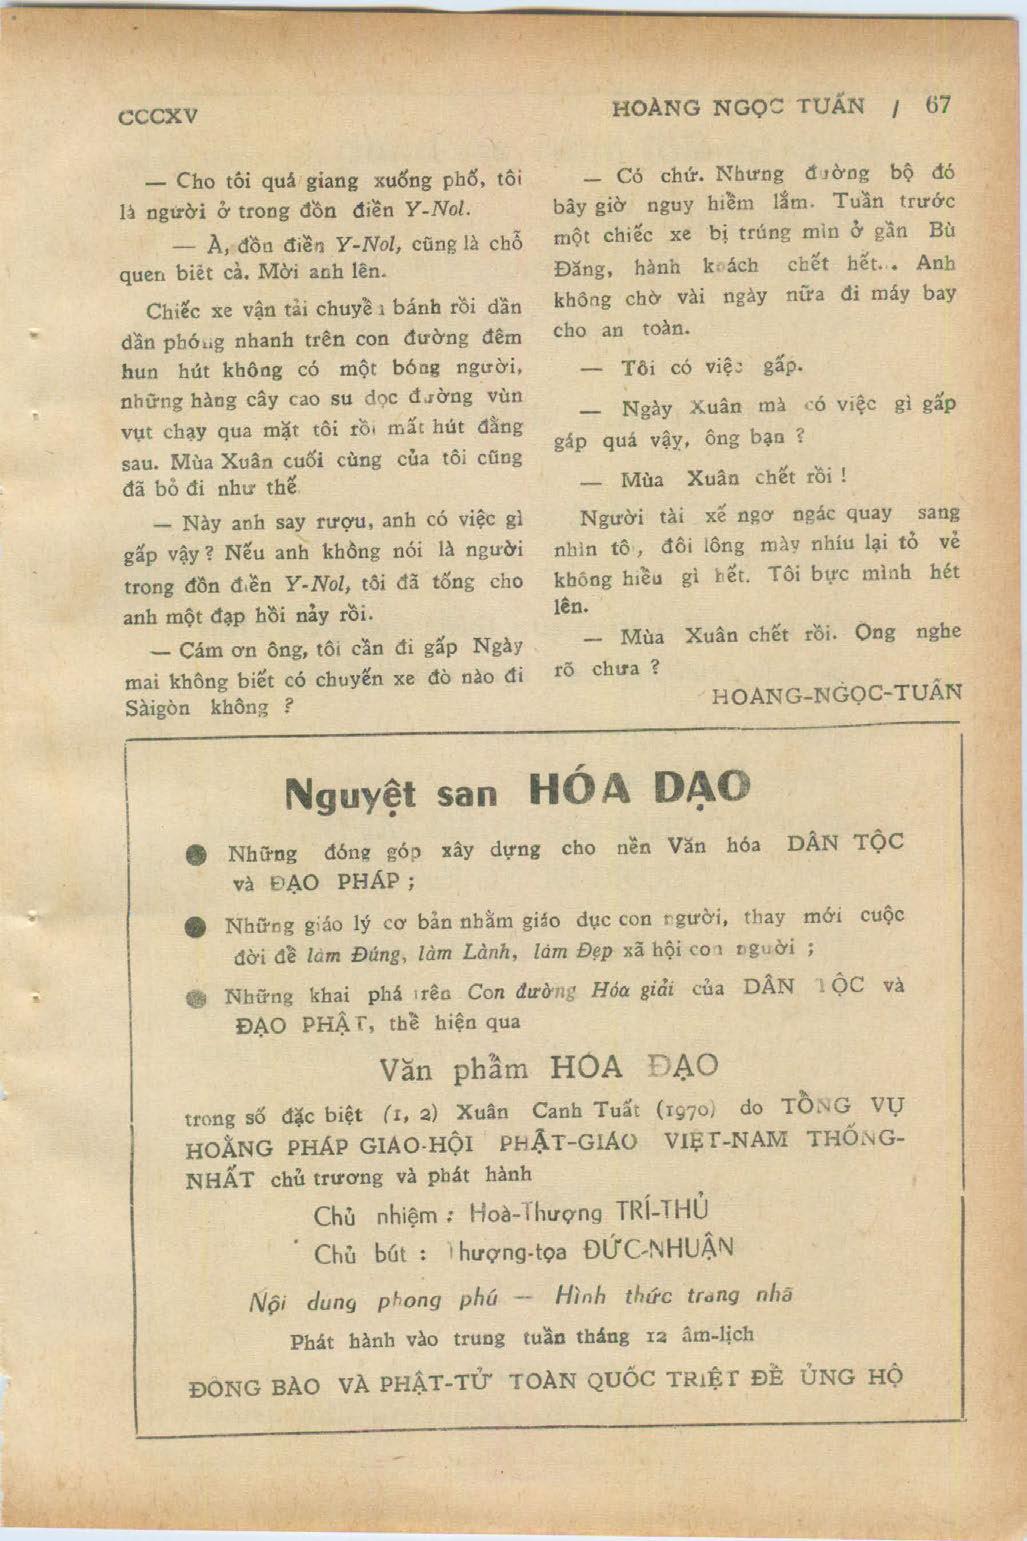 CCCXV
HOÀNG NGỌC TUẤN / 67
— Cho tôi quá giang xuống phố, tôi
là người ở trong đồn điền Y-Nol.
— À, đồn điền Y-Nol, cũng là chỗ
quen biết cả. Mời anh lên.
Chiếc xe vận tải chuyền bánh rồi dần
dần phóng nhanh trên con đường đêm
hun hút không có một bóng người,
những hàng cây cao su dọc đường vùn
vụt chạy qua mặt tôi rồi mất hút đằng
sau. Mùa Xuân cuối cùng của tôi cũng
đã bỏ đi như thế.
— Này anh say rượu, anh có việc gì
gấp vậy? Nếu anh không nói là người
trong đồn điền Y-Nol, tôi đã tống cho
anh một đạp hồi nảy rồi.
— Cám ơn ông, tôi cần đi gấp Ngày
mai không biết có chuyến xe đò nào đi
Sàigòn không ?
— Có chứ. Nhưng đường bộ đó
bây giờ nguy hiềm lắm. Tuần trước
một chiếc xe bị trúng mìn ở gần Bù
Đăng, hành khách chết hết... Anh
không chờ vài ngày nữa đi máy bay
cho an toàn.
— Tôi có việc gấp.
— Ngày Xuân mà có việc gì gấp
gáp quá vậy, ông bạn ?
— Mùa Xuân chết rồi !
Người tài xế ngơ ngác quay sang
nhìn tôi, đôi lông mày nhíu lại tỏ vẻ
không hiều gì hết. Tôi bực mình hét
lên.
— Mùa Xuân chết rồi. Ông nghe
rõ chưa ?
HOÀNG-NGỌC-TUẤN
Nguyệt san HÓA DẠO
● Những đóng góp xây dựng cho nền Văn hóa DÂN TỘC
và ĐẠO PHÁP ;
● Những giáo lý cơ bản nhằm giáo dục con người, thay mới cuộc
đời đề làm Đúng, làm Lành, làm Đẹp xã hội con người ;
● Những khai phá trên Con đường Hóa giải của DÂN TỘC và
ĐẠO PHẬT, thề hiện qua
Văn phầm HÓA ĐẠO
trong số đặc biệt (1, 2) Xuân Canh Tuất (1970) do TỒNG VỤ
HOẰNG PHÁP GIÁO-HỘI PHẬT-GIÁO VIỆT-NAM THỐNG-
NHẤT chủ trương và phát hành
Chủ nhiệm : Hoà-Thượng TRÍ-THỦ
Chủ bút : Thượng-tọa ĐỨC-NHUẬN
Nội dung phong phú — Hình thức trang nhã
Phát hành vào trung tuần tháng 12 âm-lịch
ĐỒNG BÀO VÀ PHẬT-TỬ TOÀN QUỐC TRIỆT ĐỀ ỦNG HỘ